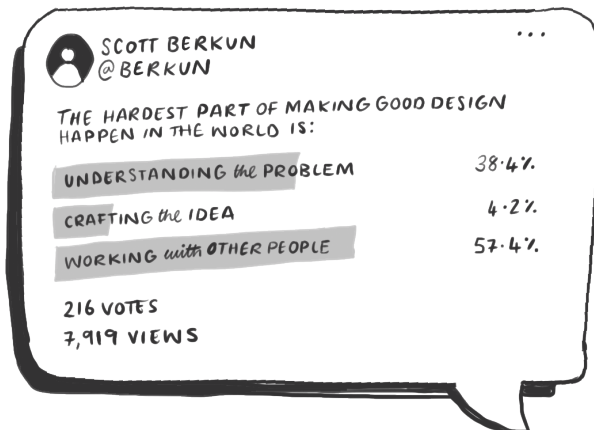 SCOTT BERKUN
@BERKUN
...
THE HARDEST PART OF MAKING GOOD DESIGN
HAPPEN IN THE WORLD IS:
UNDERSTANDING the PROBLEM 38.4%
CRAFTING the IDEA 4.2%
WORKING with OTHER PEOPLE 57.4%
216 VOTES
7,919 VIEWS